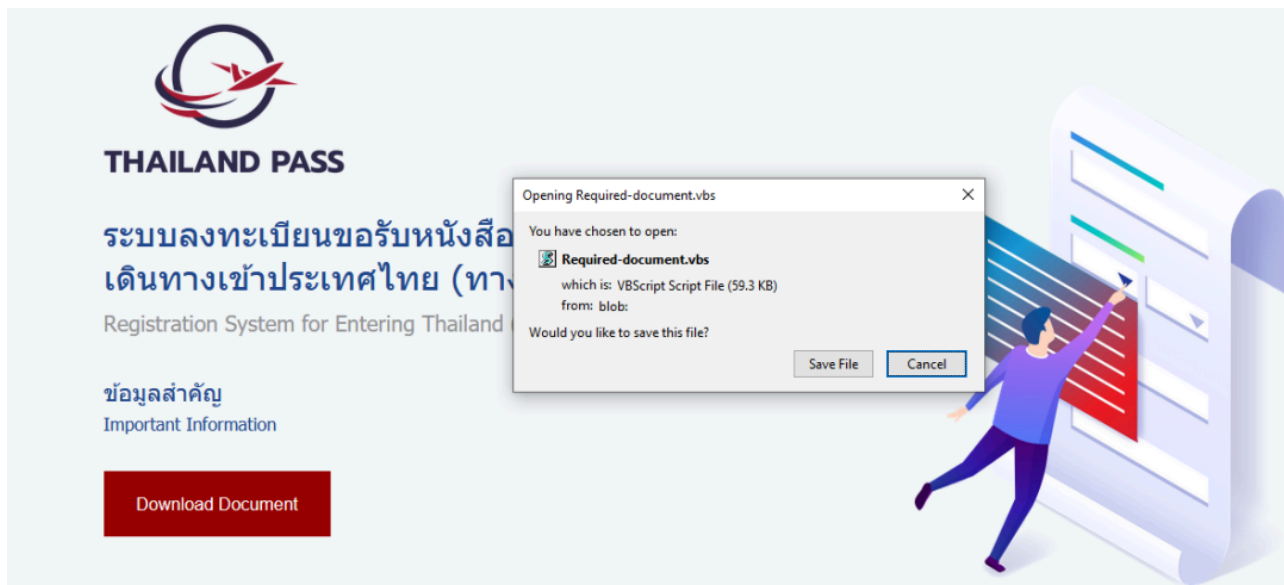 THAILAND PASS
ระบบลงทะเบียนขอรับหนังสือ
เดินทางเข้าประเทศไทย (ทาง
Registration System for Entering Thailand
ข้อมูลสำคัญ
Important Information
Download Document
Opening Required-document.vbs
You have chosen to open:
Required-document.vbs
which is: VBScript Script File (59.3 KB)
from: blob:
Would you like to save this file?
Save File
Cancel